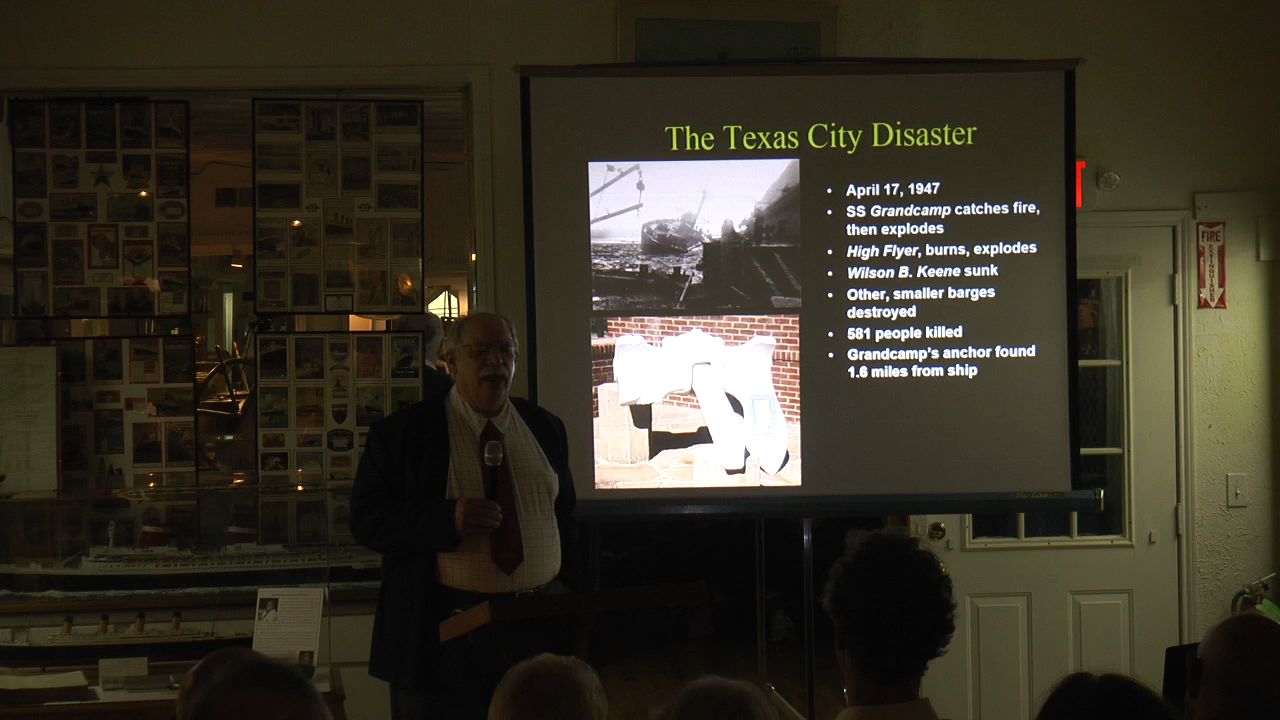 The Texas City Disaster
• April 17, 1947
• SS Grandcamp catches fire,
then explodes
• High Flyer, burns, explodes
• Wilson B. Keene sunk
• Other, smaller barges
destroyed
• 581 people killed
• Grandcamp's anchor found
1.6 miles from ship
FIRE
EXTINGUISHER